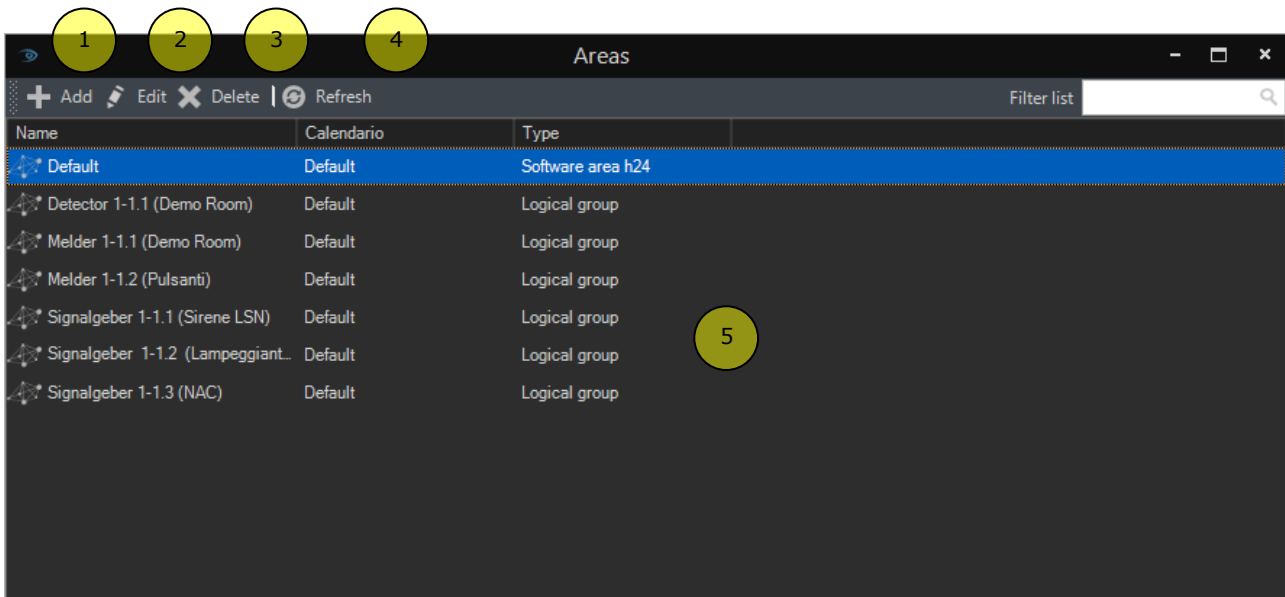 1 2 3 4
Areas
Add Edit Delete Refresh Filter list
Name Calendario Type
Default Default Software area h24
Detector 1-1.1 (Demo Room) Default Logical group
Melder 1-1.1 (Demo Room) Default Logical group
Melder 1-1.2 (Pulsanti) Default Logical group
Signalgeber 1-1.1 (Sirene LSN) Default Logical group
5
Signalgeber 1-1.2 (Lampeggiant... Default Logical group
Signalgeber 1-1.3 (NAC) Default Logical group